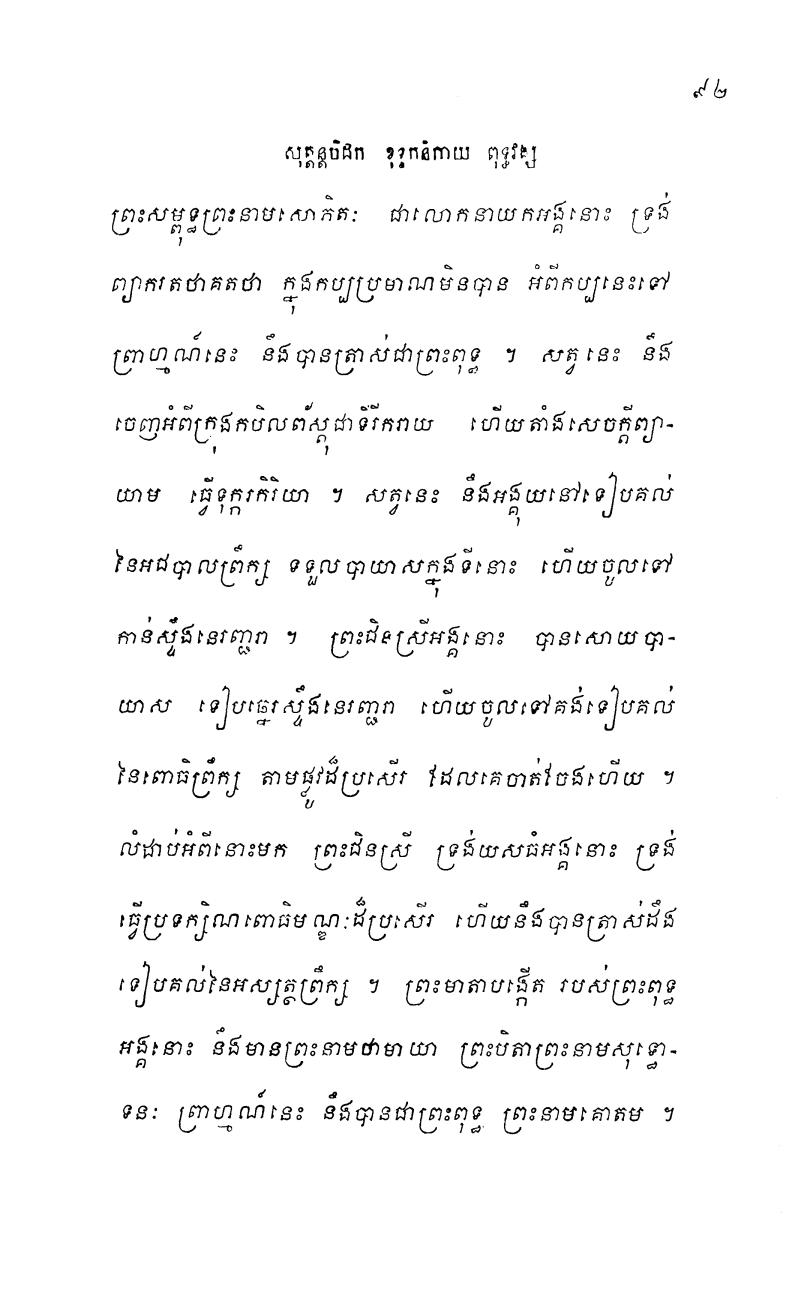 ៩២
សុត្តន្តបិដក ខុទ្ទកនិកាយ ពុទ្ធវង្ស
ព្រះសម្ពុទ្ធព្រះនាមសោភិតៈ ជាលោកនាយកអង្គនោះ ទ្រង់
ព្យាករតថាគតថា ក្នុងកប្បប្រមាណមិនបាន អំពីកប្បនេះទៅ
ព្រាហ្មណ៍នេះ នឹងបានត្រាស់ជាព្រះពុទ្ធ ។ សត្វនេះ នឹង
ចេញអំពីក្រុងកបិលព័ស្តុជាទីរីករាយ ហើយតាំងសេចក្តីព្យា-
យាម ធ្វើទុក្ករកិរិយា ។ សត្វនេះ នឹងអង្គុយនៅទៀបគល់
នៃអជបាលព្រឹក្ស ទទួលបាយាសក្នុងទីនោះ ហើយចូលទៅ
កាន់ស្ទឹងនេរញ្ជរា ។ ព្រះជិនស្រីអង្គនោះ បានសោយបា-
យាស ទៀបឆ្នេរស្ទឹងនេរញ្ជរា ហើយចូលទៅគង់ទៀបគល់
នៃពោធិព្រឹក្ស តាមផ្លូវដ៏ប្រសើរ ដែលគេចាត់ចែងហើយ ។
លំដាប់អំពីនោះមក ព្រះជិនស្រី ទ្រង់យសធំអង្គនោះ ទ្រង់
ធ្វើប្រទក្សិណពោធិមណ្ឌៈដ៏ប្រសើរ ហើយនឹងបានត្រាស់ដឹង
ទៀបគល់នៃអស្សត្ថព្រឹក្ស ។ ព្រះមាតាបង្កើត របស់ព្រះពុទ្ធ
អង្គនោះ នឹងមានព្រះនាមថាមាយា ព្រះបិតាព្រះនាមសុទ្ធោ-
ទនៈ ព្រាហ្មណ៍នេះ នឹងបានជាព្រះពុទ្ធ ព្រះនាមគោតម ។